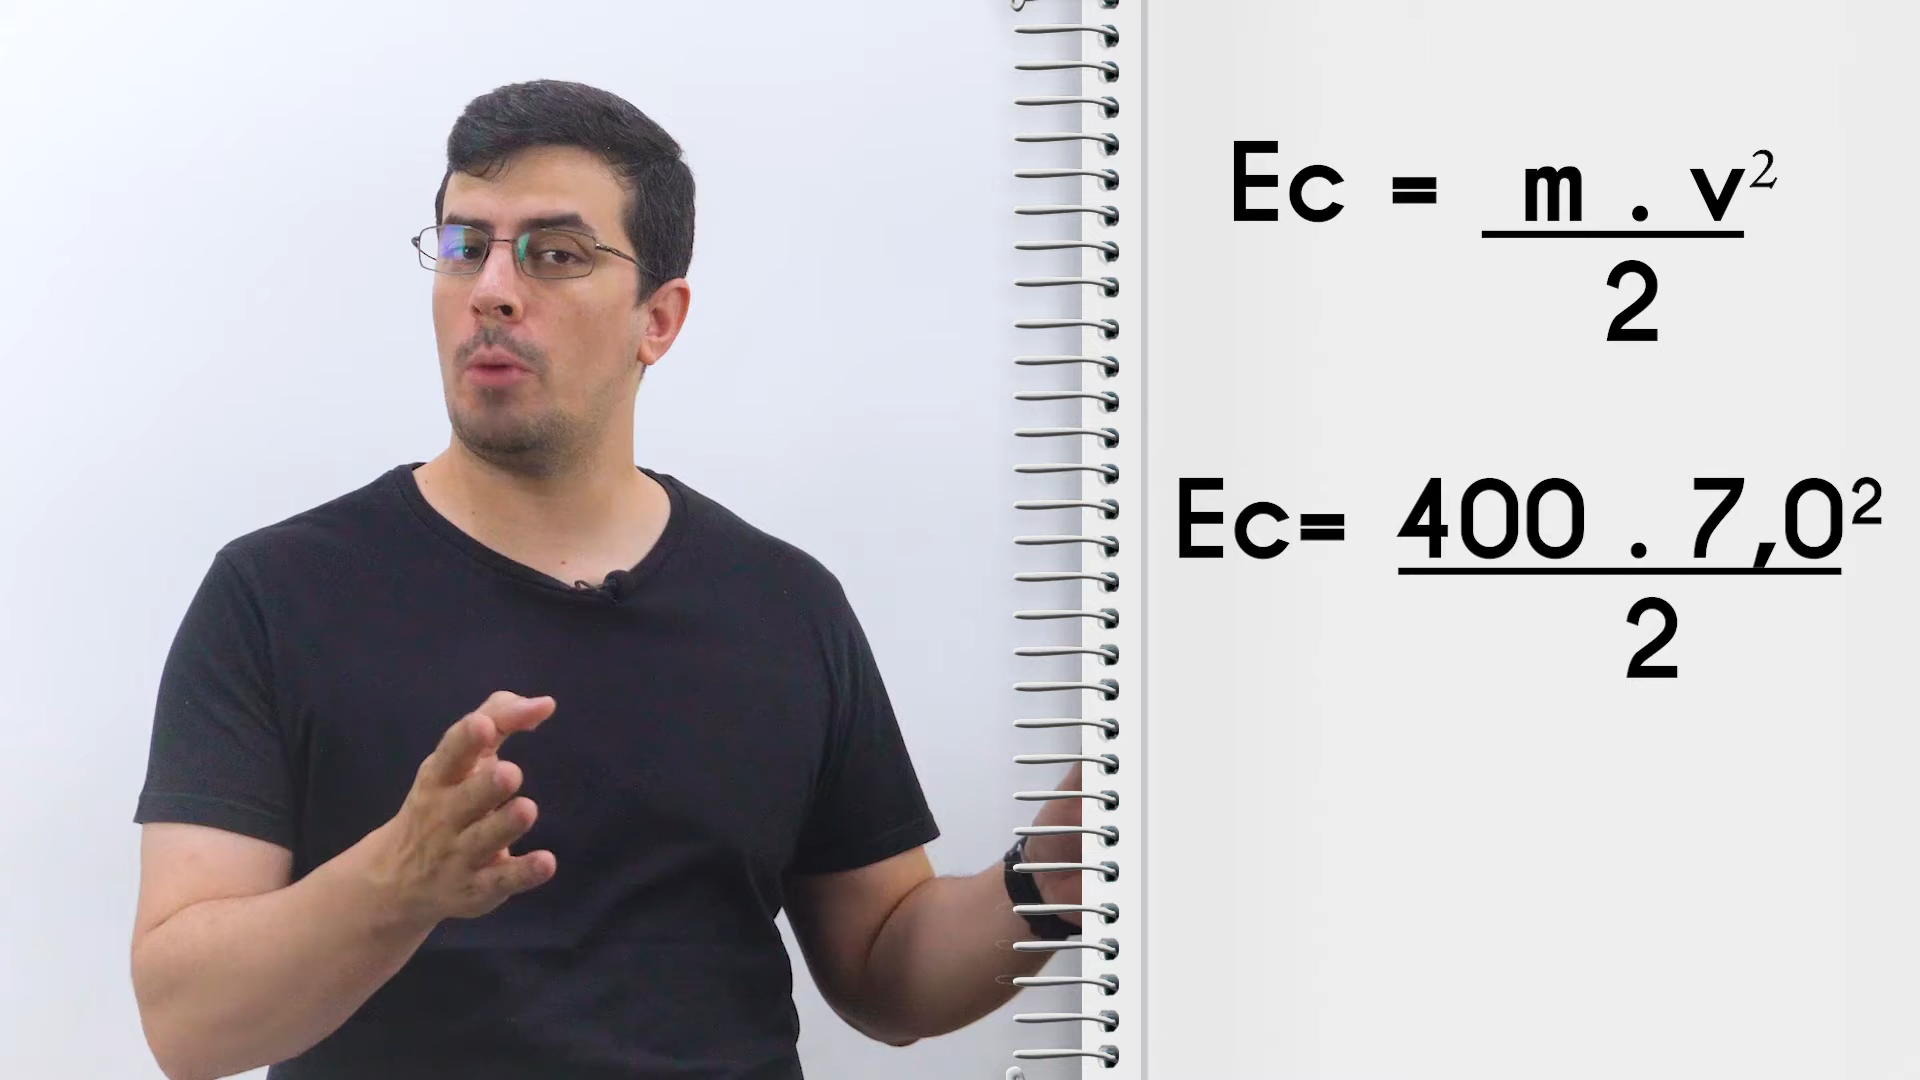 Ec = m . v²
2
Ec= 400 . 7,0²
2